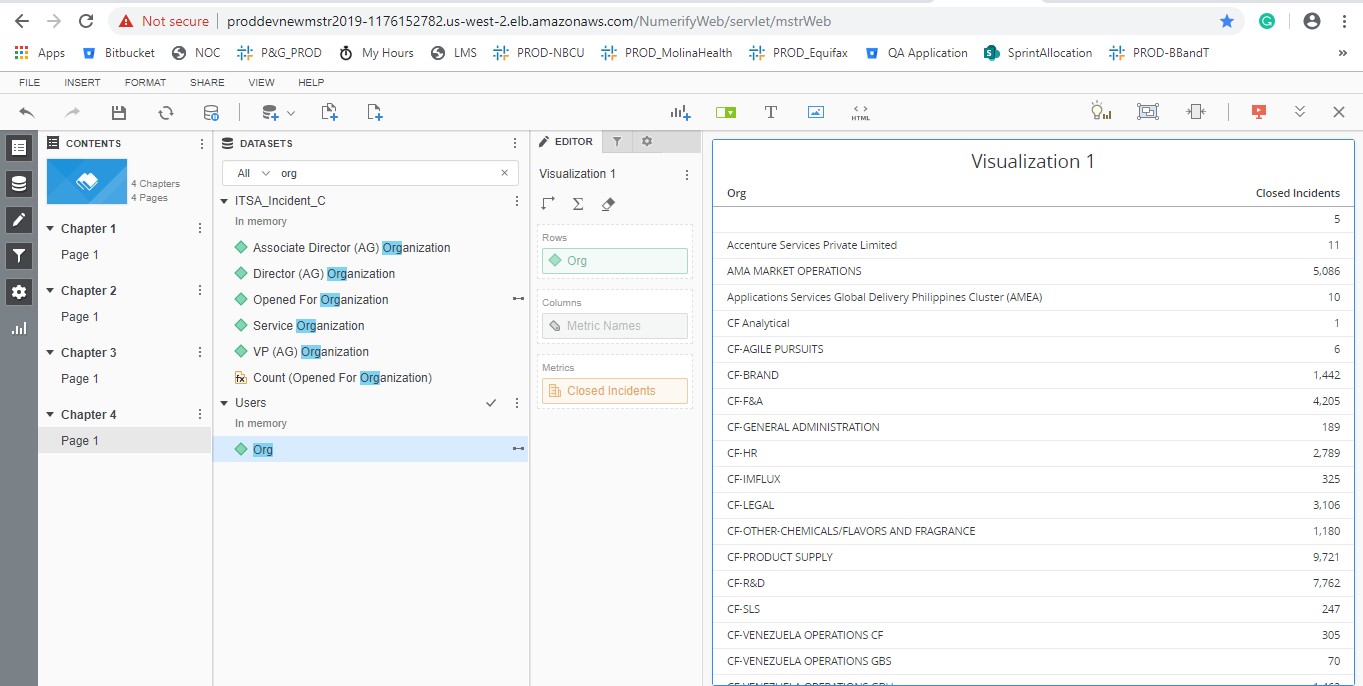 Not secure | proddevnewmstr2019-1176152782.us-west-2.elb.amazonaws.com/NumerifyWeb/servlet/mstrWeb
Apps Bitbucket NOC P&G_PROD My Hours LMS PROD-NBCU PROD_MolinaHealth PROD_Equifax QA Application SprintAllocation PROD-BBandT »
FILE INSERT FORMAT SHARE VIEW HELP
HTML
CONTENTS
4 Chapters
4 Pages
Chapter 1
Page 1
Chapter 2
Page 1
Chapter 3
Page 1
Chapter 4
Page 1
DATASETS
All org ×
ITSA_Incident_C
In memory
Associate Director (AG) Organization
Director (AG) Organization
Opened For Organization
Service Organization
VP (AG) Organization
fx Count (Opened For Organization)
Users
In memory
Org
EDITOR
Visualization 1
Rows
Org
Columns
Metric Names
Metrics
Closed Incidents
Visualization 1
Org Closed Incidents
5
Accenture Services Private Limited 11
AMA MARKET OPERATIONS 5,086
Applications Services Global Delivery Philippines Cluster (AMEA) 10
CF Analytical 1
CF-AGILE PURSUITS 6
CF-BRAND 1,442
CF-F&A 4,205
CF-GENERAL ADMINISTRATION 189
CF-HR 2,789
CF-IMFLUX 325
CF-LEGAL 3,106
CF-OTHER-CHEMICALS/FLAVORS AND FRAGRANCE 1,180
CF-PRODUCT SUPPLY 9,721
CF-R&D 7,762
CF-SLS 247
CF-VENEZUELA OPERATIONS CF 305
CF-VENEZUELA OPERATIONS GBS 70
CF-VENEZUELA OPERATIONS